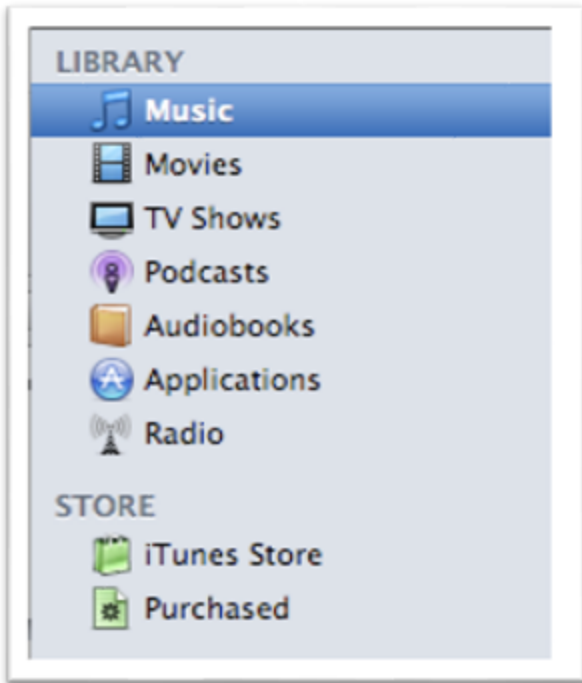 LIBRARY
Music
Movies
TV Shows
Podcasts
Audiobooks
Applications
Radio
STORE
iTunes Store
Purchased